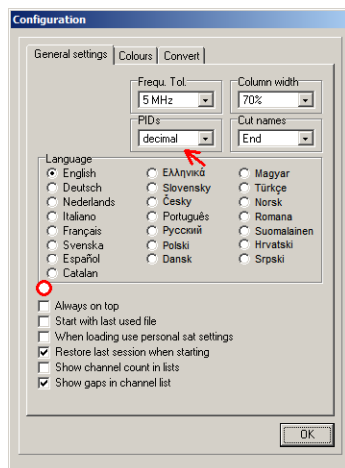 Configuration
General settings Colours Convert
Frequ. Tol. Column width
5 MHz 70%
PIDs Cut names
decimal End
Language
English Ελληνικά Magyar
Deutsch Slovensky Türkçe
Nederlands Česky Norsk
Italiano Português Romana
Français Русский Suomalainen
Svenska Polski Hrvatski
Español Dansk Srpski
Catalan
Always on top
Start with last used file
When loading use personal sat settings
Restore last session when starting
Show channel count in lists
Show gaps in channel list
OK